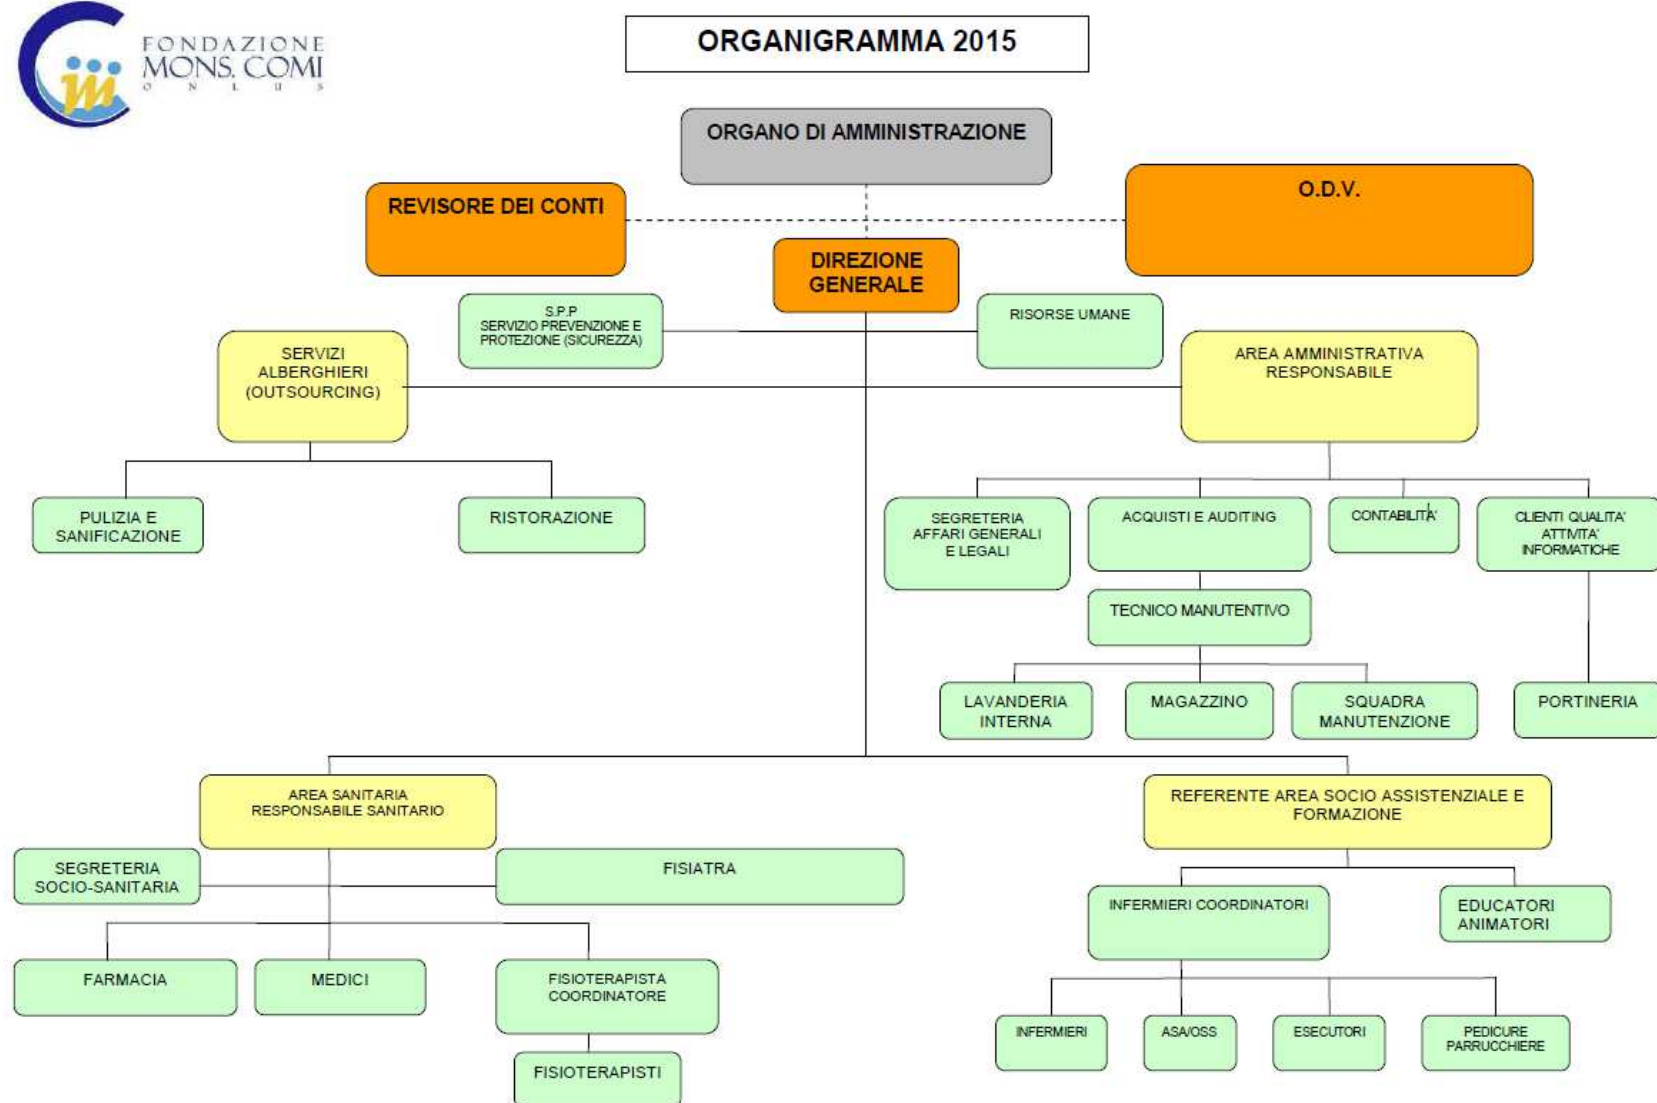 FONDAZIONE
MONS. COMI
O N L U S
ORGANIGRAMMA 2015
ORGANO DI AMMINISTRAZIONE
REVISORE DEI CONTI
O.D.V.
DIREZIONE
GENERALE
S.P.P
SERVIZIO PREVENZIONE E
PROTEZIONE (SICUREZZA)
RISORSE UMANE
SERVIZI
ALBERGHIERI
(OUTSOURCING)
AREA AMMINISTRATIVA
RESPONSABILE
PULIZIA E
SANIFICAZIONE
RISTORAZIONE
SEGRETERIA
AFFARI GENERALI
E LEGALI
ACQUISTI E AUDITING
CONTABILITA'
CLIENTI QUALITA'
ATTIVITA'
INFORMATICHE
TECNICO MANUTENTIVO
LAVANDERIA
INTERNA
MAGAZZINO
SQUADRA
MANUTENZIONE
PORTINERIA
AREA SANITARIA
RESPONSABILE SANITARIO
REFERENTE AREA SOCIO ASSISTENZIALE E
FORMAZIONE
SEGRETERIA
SOCIO-SANITARIA
FISIATRA
INFERMIERI COORDINATORI
EDUCATORI
ANIMATORI
FARMACIA
MEDICI
FISIOTERAPISTA
COORDINATORE
INFERMIERI
ASA/OSS
ESECUTORI
PEDICURE
PARRUCCHIERE
FISIOTERAPISTI